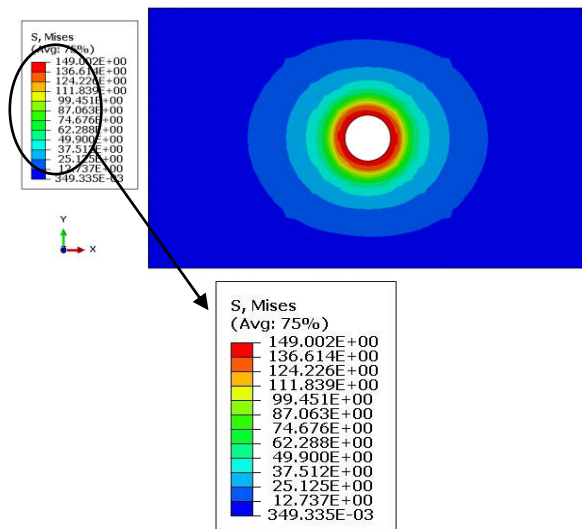 S, Mises
(Avg: 75%)
149.002E+00
136.614E+00
124.226E+00
111.839E+00
99.451E+00
87.063E+00
74.676E+00
62.288E+00
49.900E+00
37.512E+00
25.125E+00
12.737E+00
349.335E-03
Y
Z
X
S, Mises
(Avg: 75%)
149.002E+00
136.614E+00
124.226E+00
111.839E+00
99.451E+00
87.063E+00
74.676E+00
62.288E+00
49.900E+00
37.512E+00
25.125E+00
12.737E+00
349.335E-03